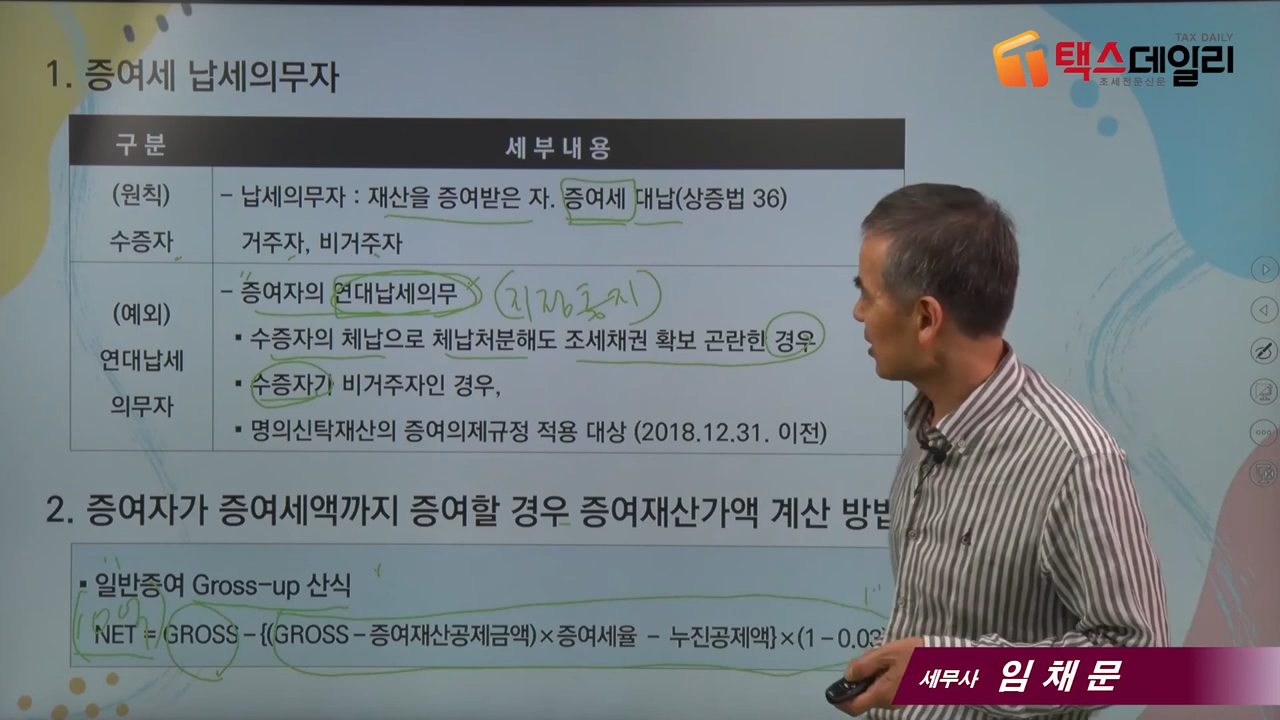 TAX DAILY
택스데일리
조세전문신문
1. 증여세 납세의무자
구 분
세 부 내 용
(원칙)
수증자
- 납세의무자 : 재산을 증여받은 자. 증여세 대납(상증법 36)
거주자, 비거주자
(예외)
연대납세
의무자
- 증여자의 연대납세의무 (지정통지)
▪ 수증자의 체납으로 체납처분해도 조세채권 확보 곤란한 경우
▪ 수증자가 비거주자인 경우,
▪ 명의신탁재산의 증여의제규정 적용 대상 (2018.12.31. 이전)
2. 증여자가 증여세액까지 증여할 경우 증여재산가액 계산 방법
▪ 일반증여 Gross-up 산식
NET = GROSS - {(GROSS - 증여재산공제금액)×증여세율 - 누진공제액}×(1 - 0.03
세무사 임 채 문